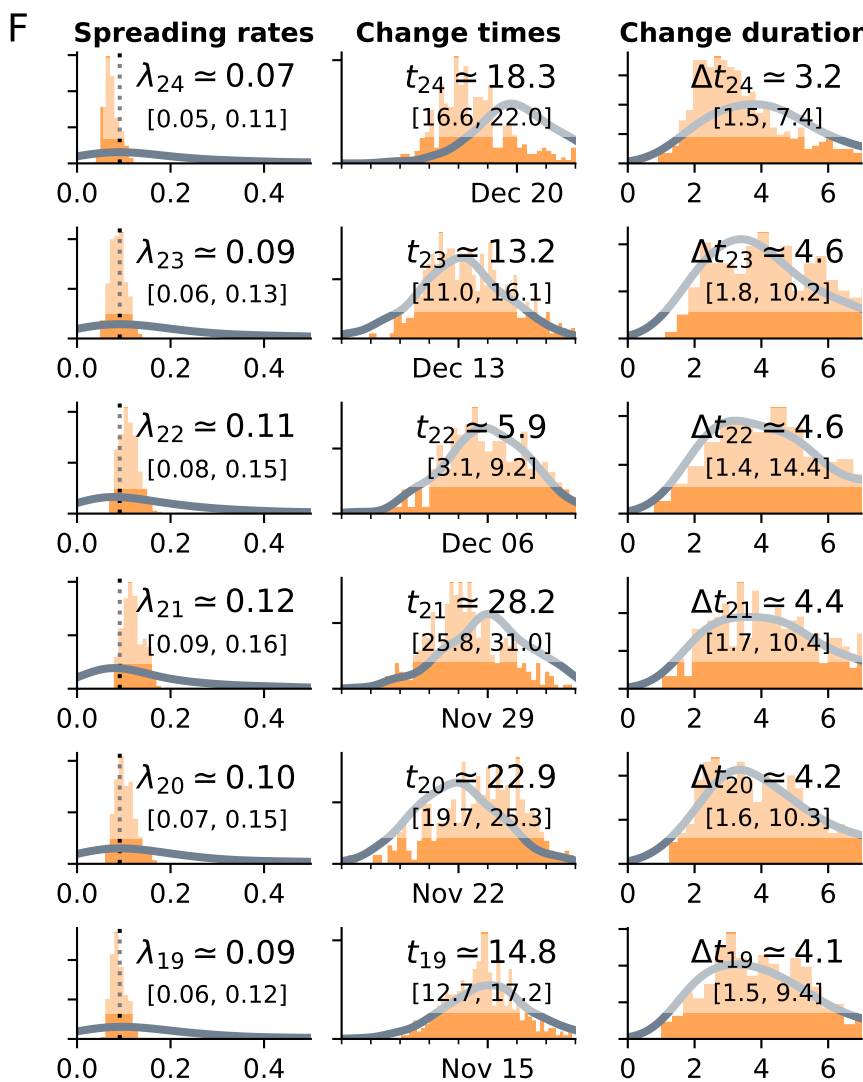 F
Spreading rates Change times Change duration
λ24 ≃ 0.07 t24 ≃ 18.3 Δt24 ≃ 3.2
[0.05, 0.11] [16.6, 22.0] [1.5, 7.4]
0.0 0.2 0.4 Dec 20 0 2 4 6
λ23 ≃ 0.09 t23 ≃ 13.2 Δt23 ≃ 4.6
[0.06, 0.13] [11.0, 16.1] [1.8, 10.2]
0.0 0.2 0.4 Dec 13 0 2 4 6
λ22 ≃ 0.11 t22 ≃ 5.9 Δt22 ≃ 4.6
[0.08, 0.15] [3.1, 9.2] [1.4, 14.4]
0.0 0.2 0.4 Dec 06 0 2 4 6
λ21 ≃ 0.12 t21 ≃ 28.2 Δt21 ≃ 4.4
[0.09, 0.16] [25.8, 31.0] [1.7, 10.4]
0.0 0.2 0.4 Nov 29 0 2 4 6
λ20 ≃ 0.10 t20 ≃ 22.9 Δt20 ≃ 4.2
[0.07, 0.15] [19.7, 25.3] [1.6, 10.3]
0.0 0.2 0.4 Nov 22 0 2 4 6
λ19 ≃ 0.09 t19 ≃ 14.8 Δt19 ≃ 4.1
[0.06, 0.12] [12.7, 17.2] [1.5, 9.4]
0.0 0.2 0.4 Nov 15 0 2 4 6